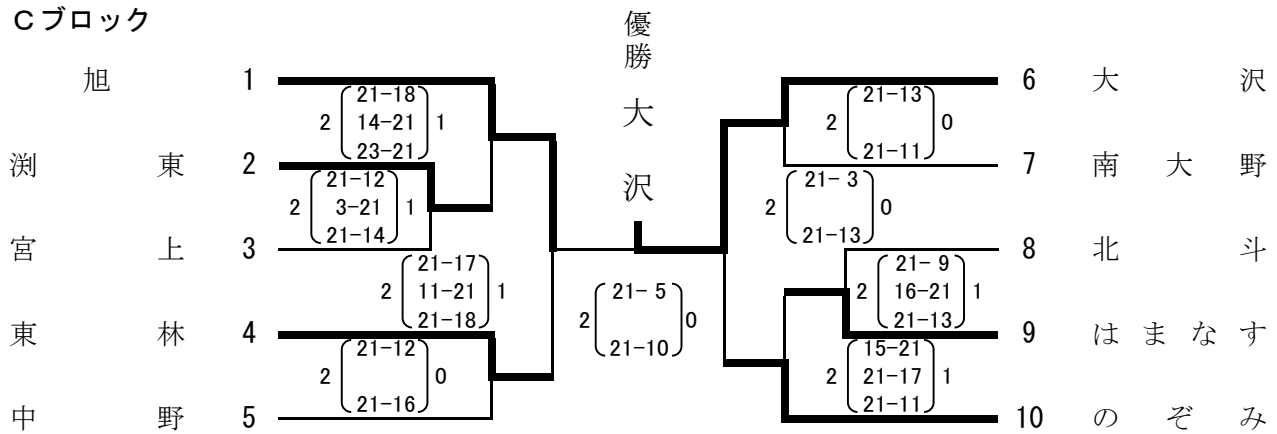 Cブロック
優勝 大沢
旭 1
21-18
2 14-21 1
23-21
渕東 2
21-12
2 3-21 1
21-14
宮上 3
21-17
2 11-21 1
21-18
東林 4
21-12
2 0
21-16
中野 5
21- 5
2 0
21-10
6 大沢
21-13
2 0
21-11
7 南大野
21- 3
2 0
21-13
8 北斗
21- 9
2 16-21 1
21-13
9 はまなす
15-21
2 21-17 1
21-11
10 のぞみ